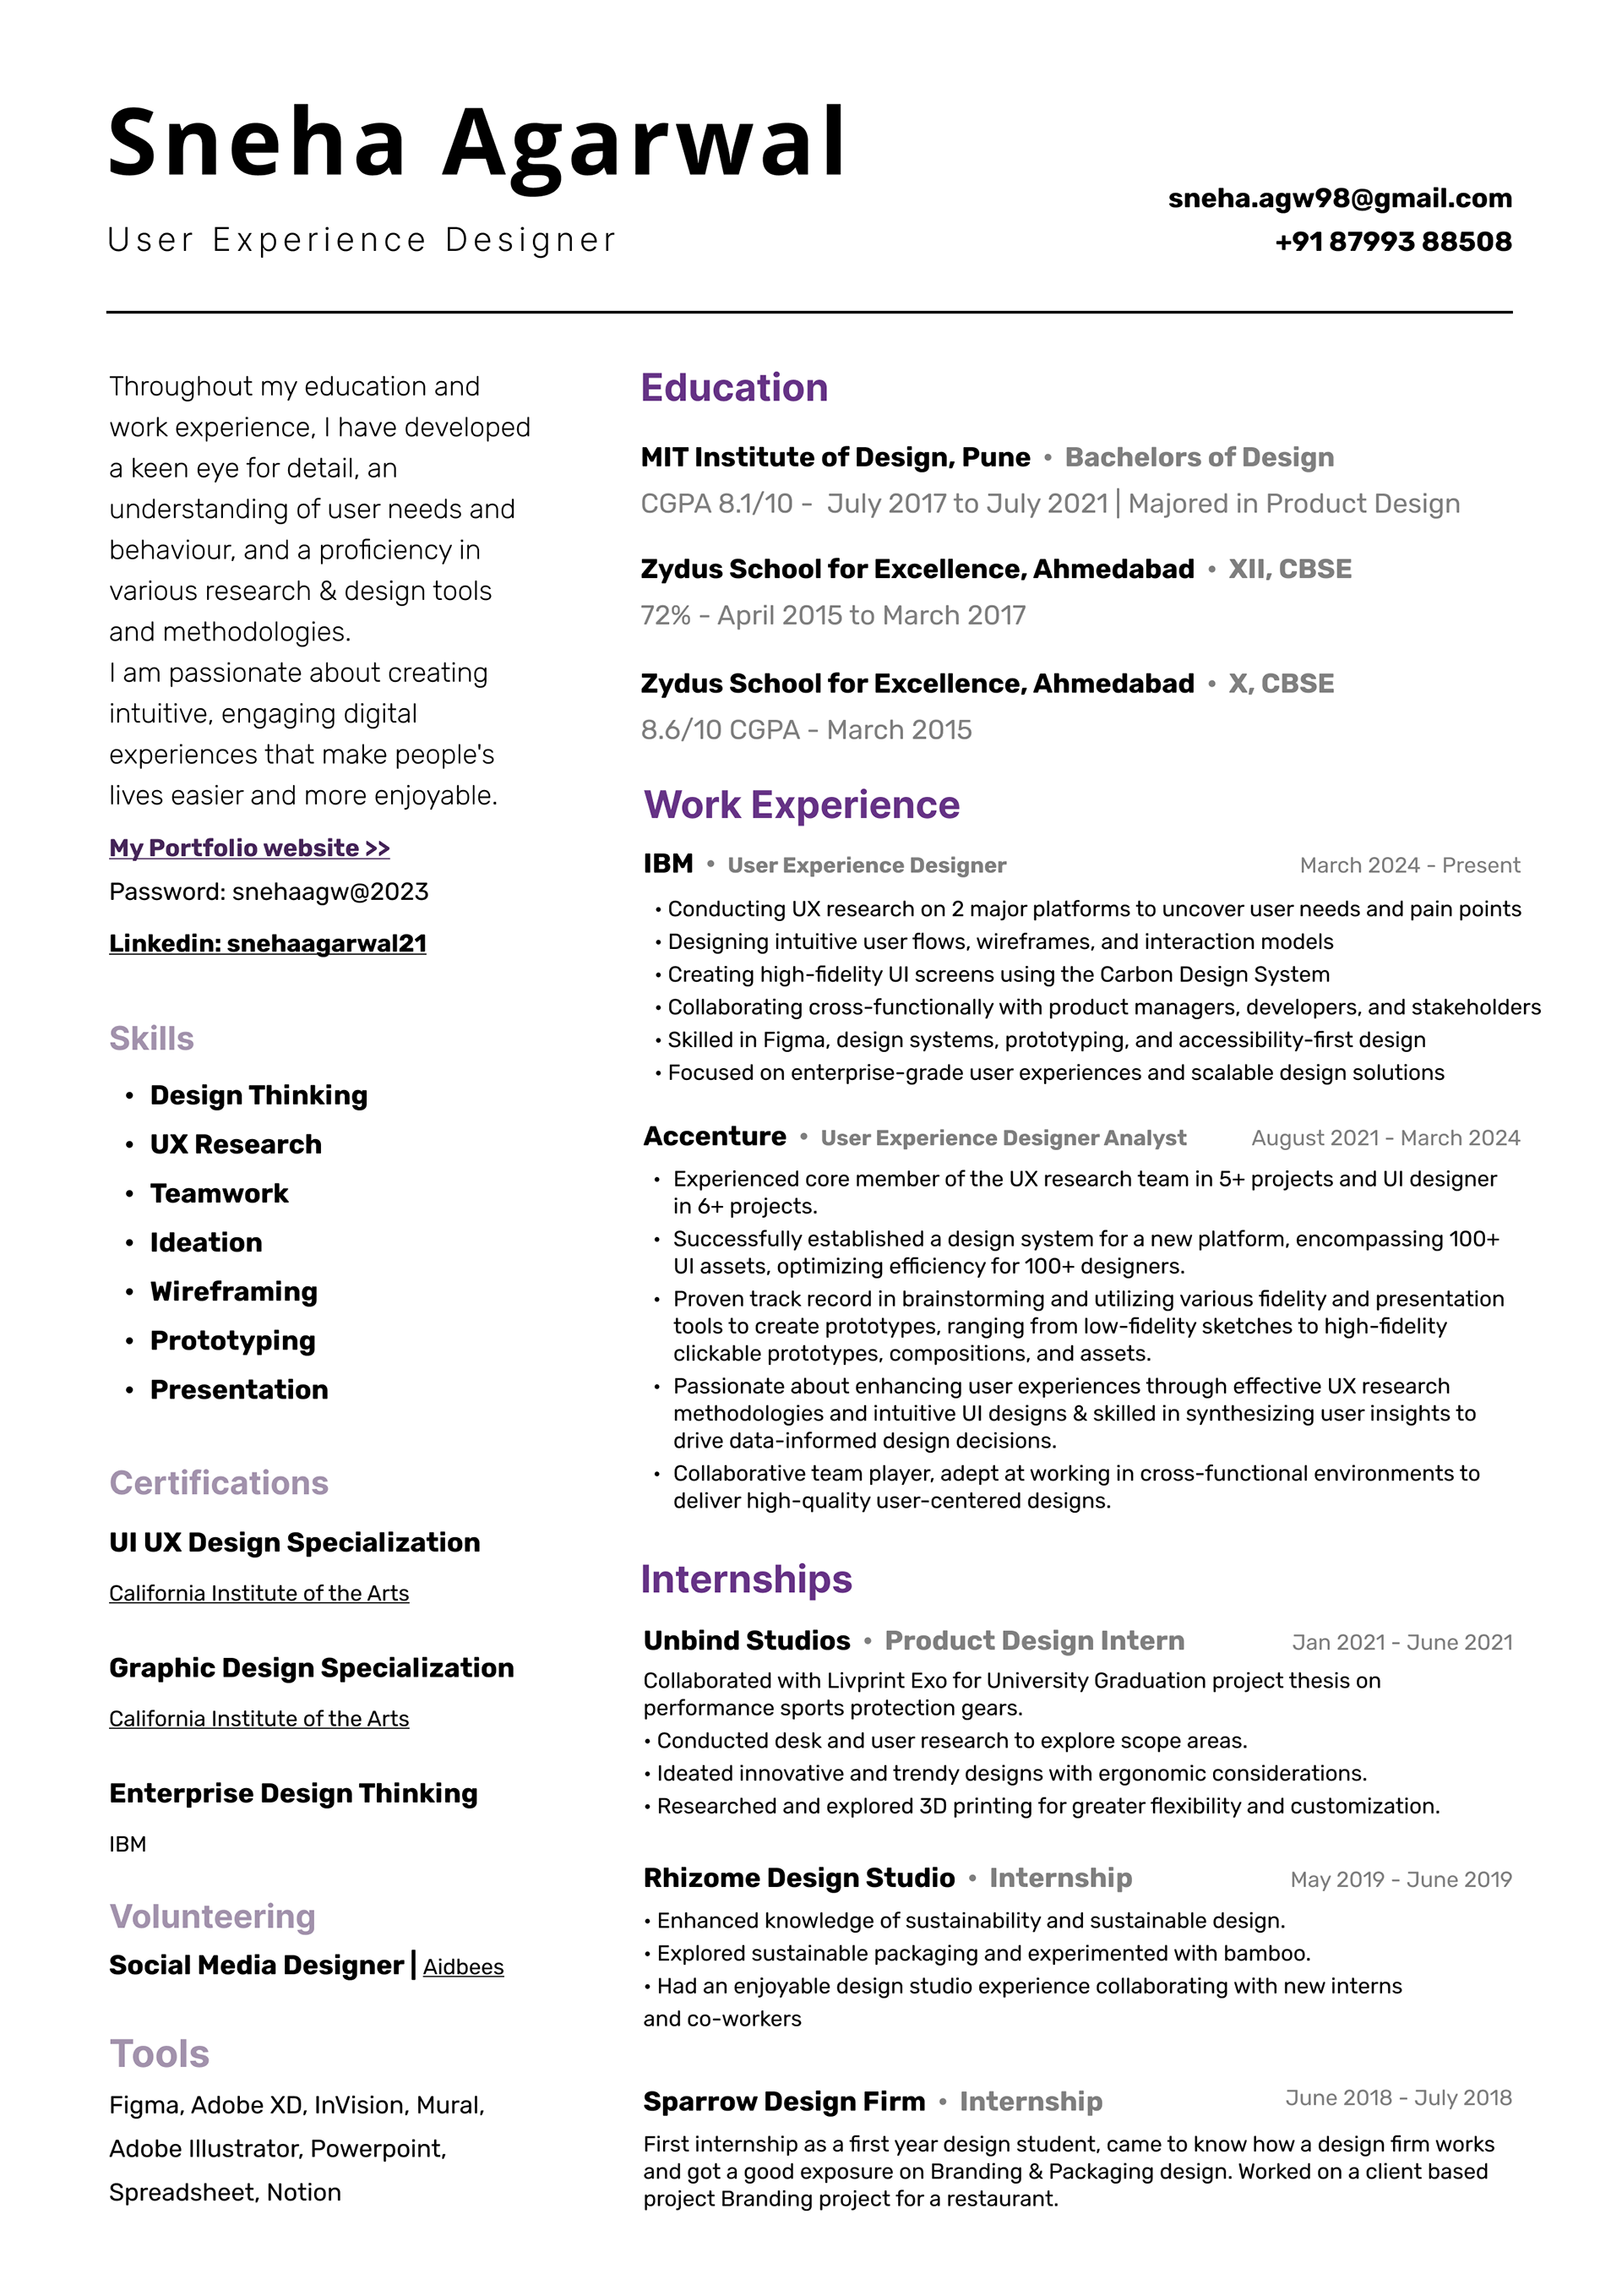 Sneha Agarwal
User Experience Designer
sneha.agw98@gmail.com
+91 87993 88508
Throughout my education and
work experience, I have developed
a keen eye for detail, an
understanding of user needs and
behaviour, and a proficiency in
various research & design tools
and methodologies.
I am passionate about creating
intuitive, engaging digital
experiences that make people's
lives easier and more enjoyable.
My Portfolio website >>
Password: snehaagw@2023
Linkedin: snehaagarwal21
Skills
• Design Thinking
• UX Research
• Teamwork
• Ideation
• Wireframing
• Prototyping
• Presentation
Certifications
UI UX Design Specialization
California Institute of the Arts
Graphic Design Specialization
California Institute of the Arts
Enterprise Design Thinking
IBM
Volunteering
Social Media Designer | Aidbees
Tools
Figma, Adobe XD, InVision, Mural,
Adobe Illustrator, Powerpoint,
Spreadsheet, Notion
Education
MIT Institute of Design, Pune • Bachelors of Design
CGPA 8.1/10 - July 2017 to July 2021 | Majored in Product Design
Zydus School for Excellence, Ahmedabad • XII, CBSE
72% - April 2015 to March 2017
Zydus School for Excellence, Ahmedabad • X, CBSE
8.6/10 CGPA - March 2015
Work Experience
IBM • User Experience Designer March 2024 - Present
• Conducting UX research on 2 major platforms to uncover user needs and pain points
• Designing intuitive user flows, wireframes, and interaction models
• Creating high-fidelity UI screens using the Carbon Design System
• Collaborating cross-functionally with product managers, developers, and stakeholders
• Skilled in Figma, design systems, prototyping, and accessibility-first design
• Focused on enterprise-grade user experiences and scalable design solutions
Accenture • User Experience Designer Analyst August 2021 - March 2024
• Experienced core member of the UX research team in 5+ projects and UI designer
in 6+ projects.
• Successfully established a design system for a new platform, encompassing 100+
UI assets, optimizing efficiency for 100+ designers.
• Proven track record in brainstorming and utilizing various fidelity and presentation
tools to create prototypes, ranging from low-fidelity sketches to high-fidelity
clickable prototypes, compositions, and assets.
• Passionate about enhancing user experiences through effective UX research
methodologies and intuitive UI designs & skilled in synthesizing user insights to
drive data-informed design decisions.
• Collaborative team player, adept at working in cross-functional environments to
deliver high-quality user-centered designs.
Internships
Unbind Studios • Product Design Intern Jan 2021 - June 2021
Collaborated with Livprint Exo for University Graduation project thesis on
performance sports protection gears.
• Conducted desk and user research to explore scope areas.
• Ideated innovative and trendy designs with ergonomic considerations.
• Researched and explored 3D printing for greater flexibility and customization.
Rhizome Design Studio • Internship May 2019 - June 2019
• Enhanced knowledge of sustainability and sustainable design.
• Explored sustainable packaging and experimented with bamboo.
• Had an enjoyable design studio experience collaborating with new interns
and co-workers
Sparrow Design Firm • Internship June 2018 - July 2018
First internship as a first year design student, came to know how a design firm works
and got a good exposure on Branding & Packaging design. Worked on a client based
project Branding project for a restaurant.